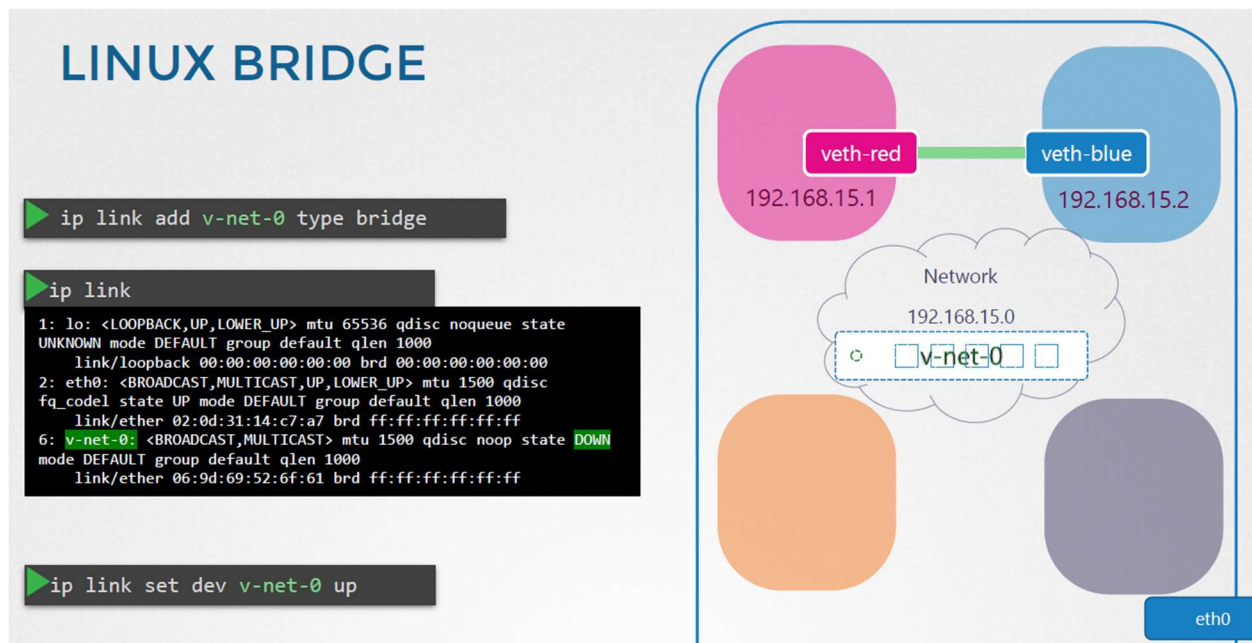 LINUX BRIDGE
ip link add v-net-0 type bridge
ip link
1: lo: <LOOPBACK,UP,LOWER_UP> mtu 65536 qdisc noqueue state
UNKNOWN mode DEFAULT group default qlen 1000
link/loopback 00:00:00:00:00:00 brd 00:00:00:00:00:00
2: eth0: <BROADCAST,MULTICAST,UP,LOWER_UP> mtu 1500 qdisc
fq_codel state UP mode DEFAULT group default qlen 1000
link/ether 02:0d:31:14:c7:a7 brd ff:ff:ff:ff:ff:ff
6: v-net-0: <BROADCAST,MULTICAST> mtu 1500 qdisc noop state DOWN
mode DEFAULT group default qlen 1000
link/ether 06:9d:69:52:6f:61 brd ff:ff:ff:ff:ff:ff
ip link set dev v-net-0 up
veth-red
veth-blue
192.168.15.1
192.168.15.2
Network
192.168.15.0
v-net-0
eth0